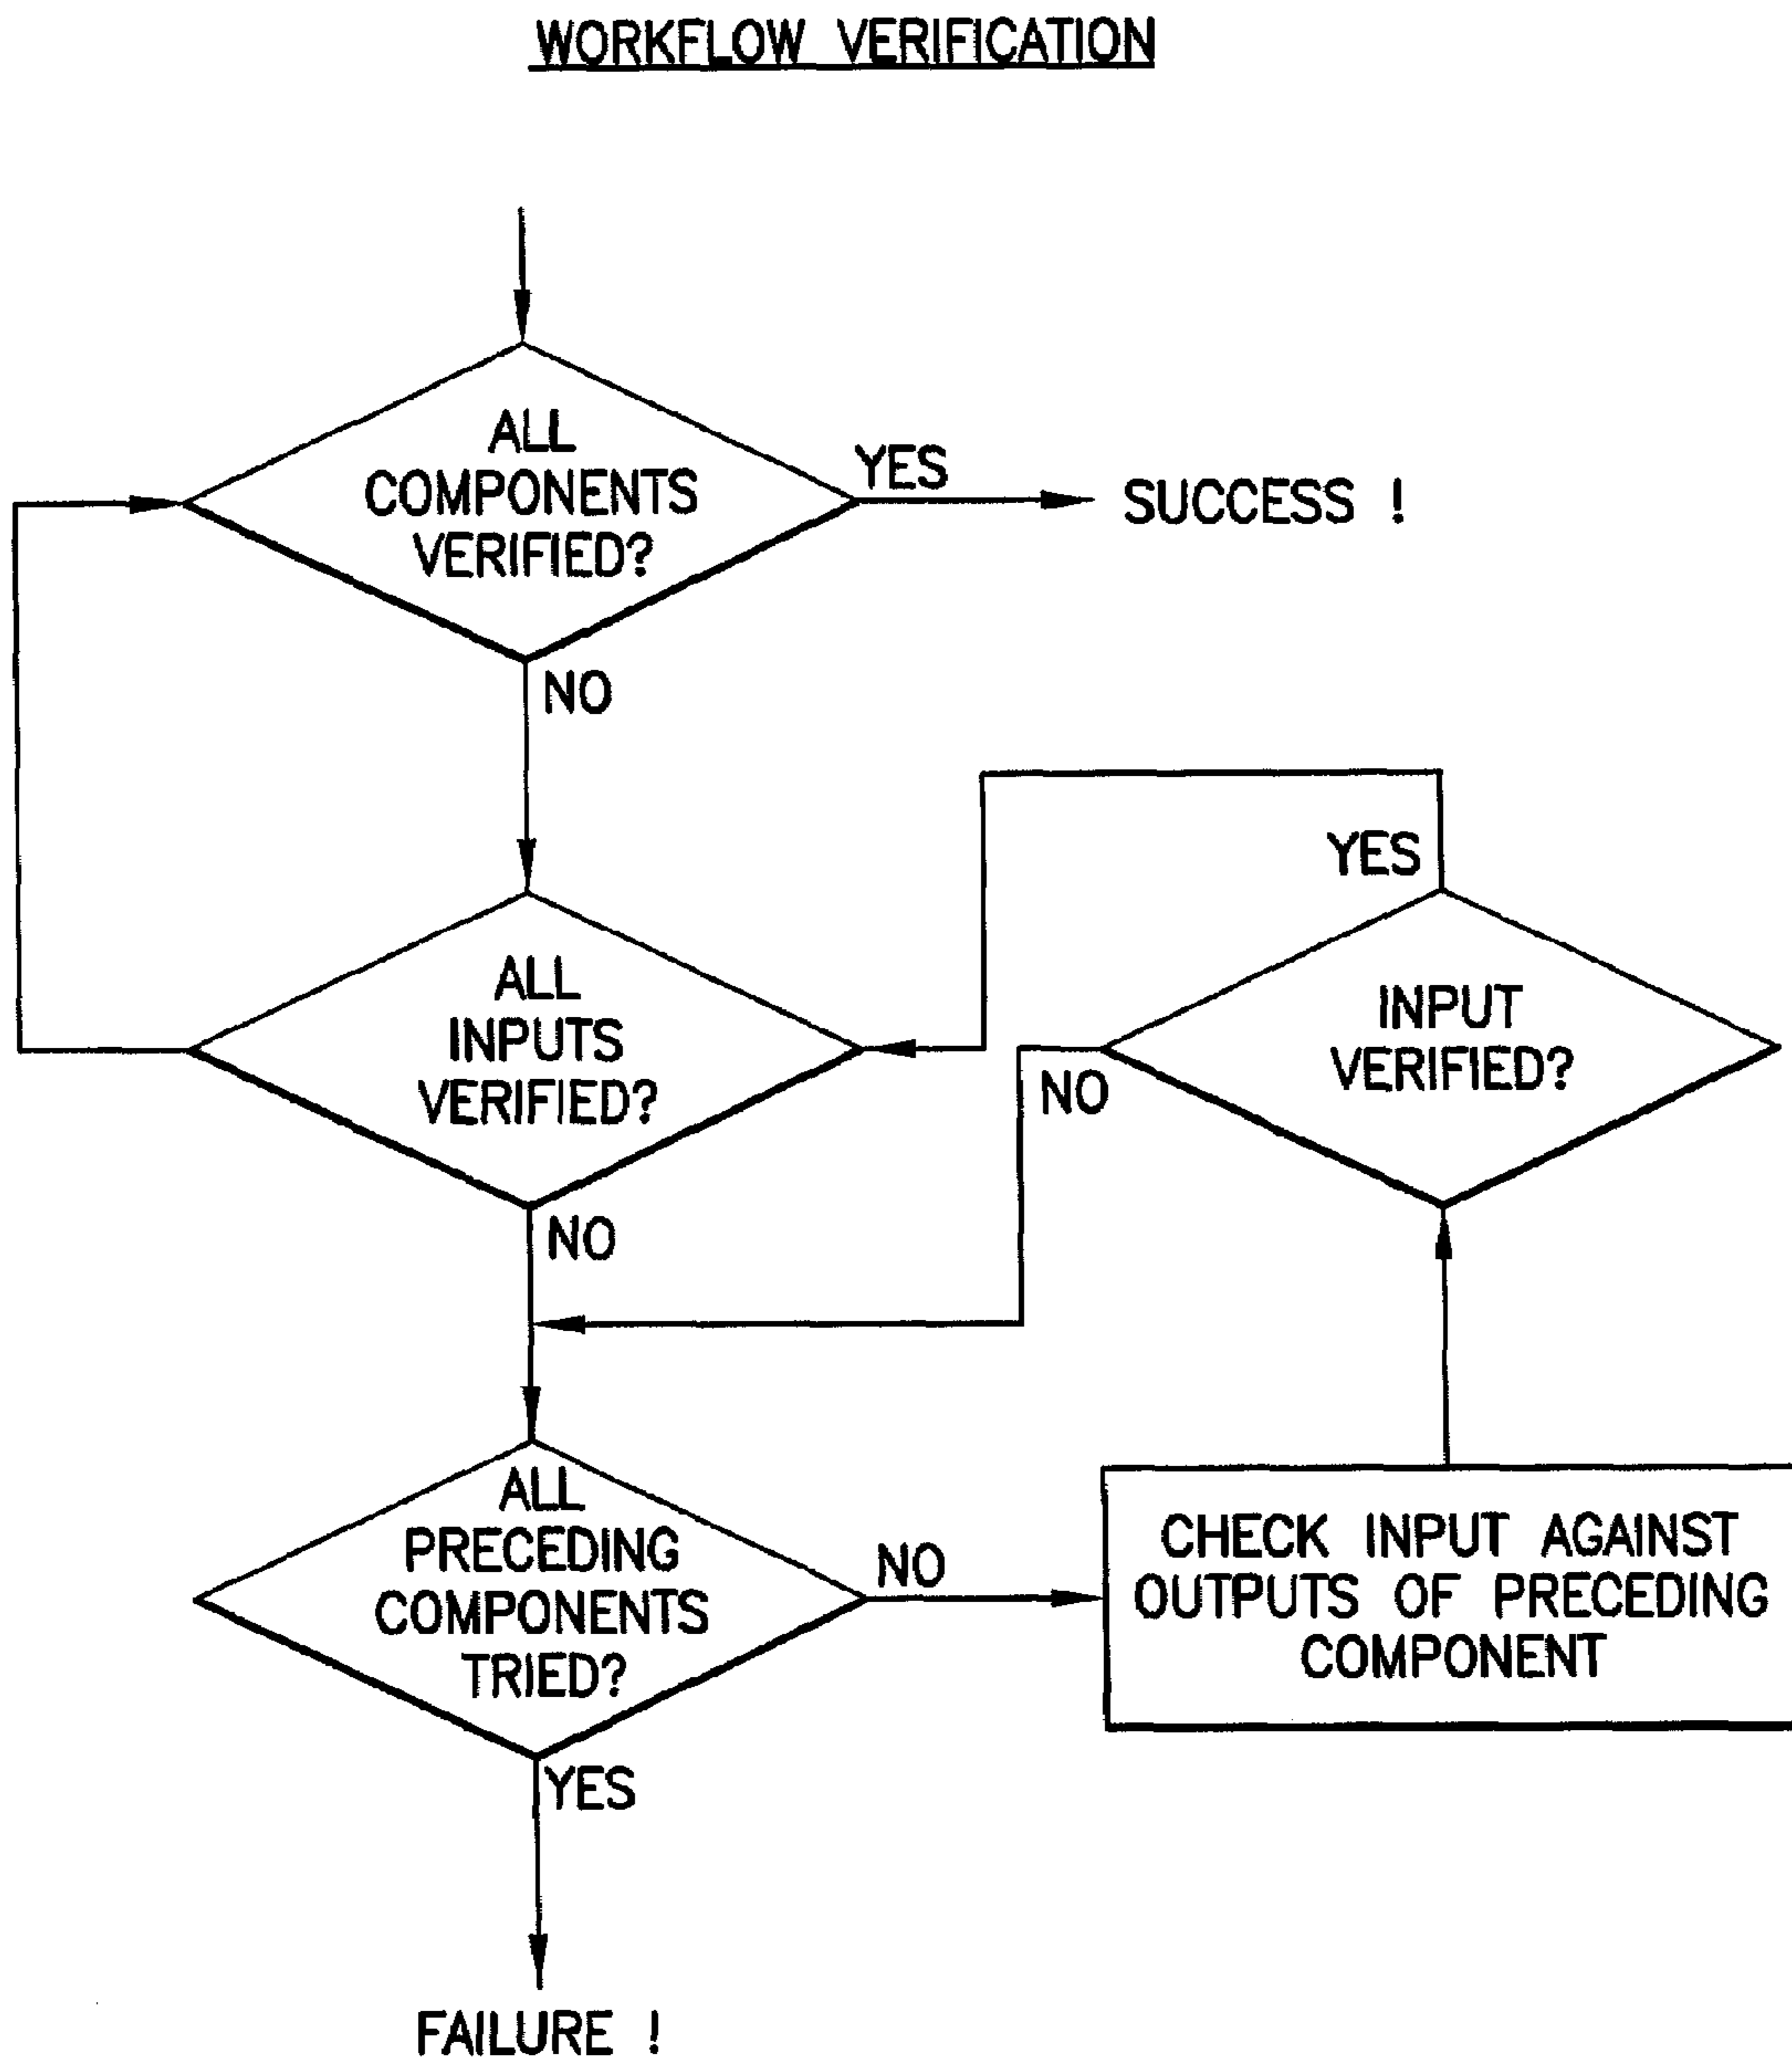 WORKFLOW VERIFICATION
ALL
COMPONENTS
VERIFIED?
YES
SUCCESS !
NO
ALL
INPUTS
VERIFIED?
YES
INPUT
VERIFIED?
NO
NO
ALL
PRECEDING
COMPONENTS
TRIED?
NO
CHECK INPUT AGAINST
OUTPUTS OF PRECEDING
COMPONENT
YES
FAILURE !